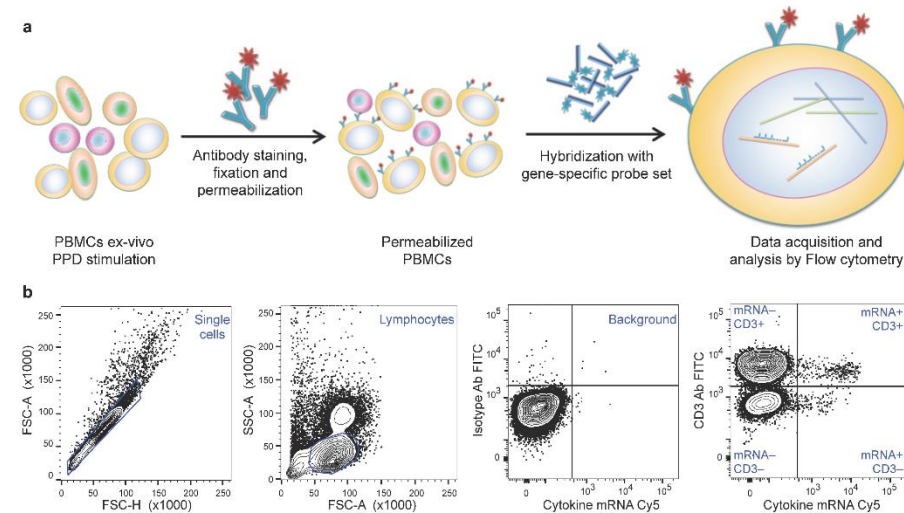 a
Antibody staining,
fixation and
permeabilization
Hybridization with
gene-specific probe set
PBMCs ex-vivo
PPD stimulation
Permeabilized
PBMCs
Data acquisition and
analysis by Flow cytometry
b
Single
cells
FSC-A (x1000)
250
200
150
100
50
0
0 50 100 150 200 250
FSC-H (x1000)
Lymphocytes
SSC-A (x1000)
250
200
150
100
50
0
0 50 100 150 200 250
FSC-A (x1000)
Background
Isotype Ab FITC
10⁵
10⁴
10³
0
0 10³ 10⁴ 10⁵
Cytokine mRNA Cy5
mRNA–
CD3+
mRNA+
CD3+
CD3 Ab FITC
10⁵
10⁴
10³
0
mRNA–
CD3–
mRNA+
CD3–
0 10³ 10⁴ 10⁵
Cytokine mRNA Cy5